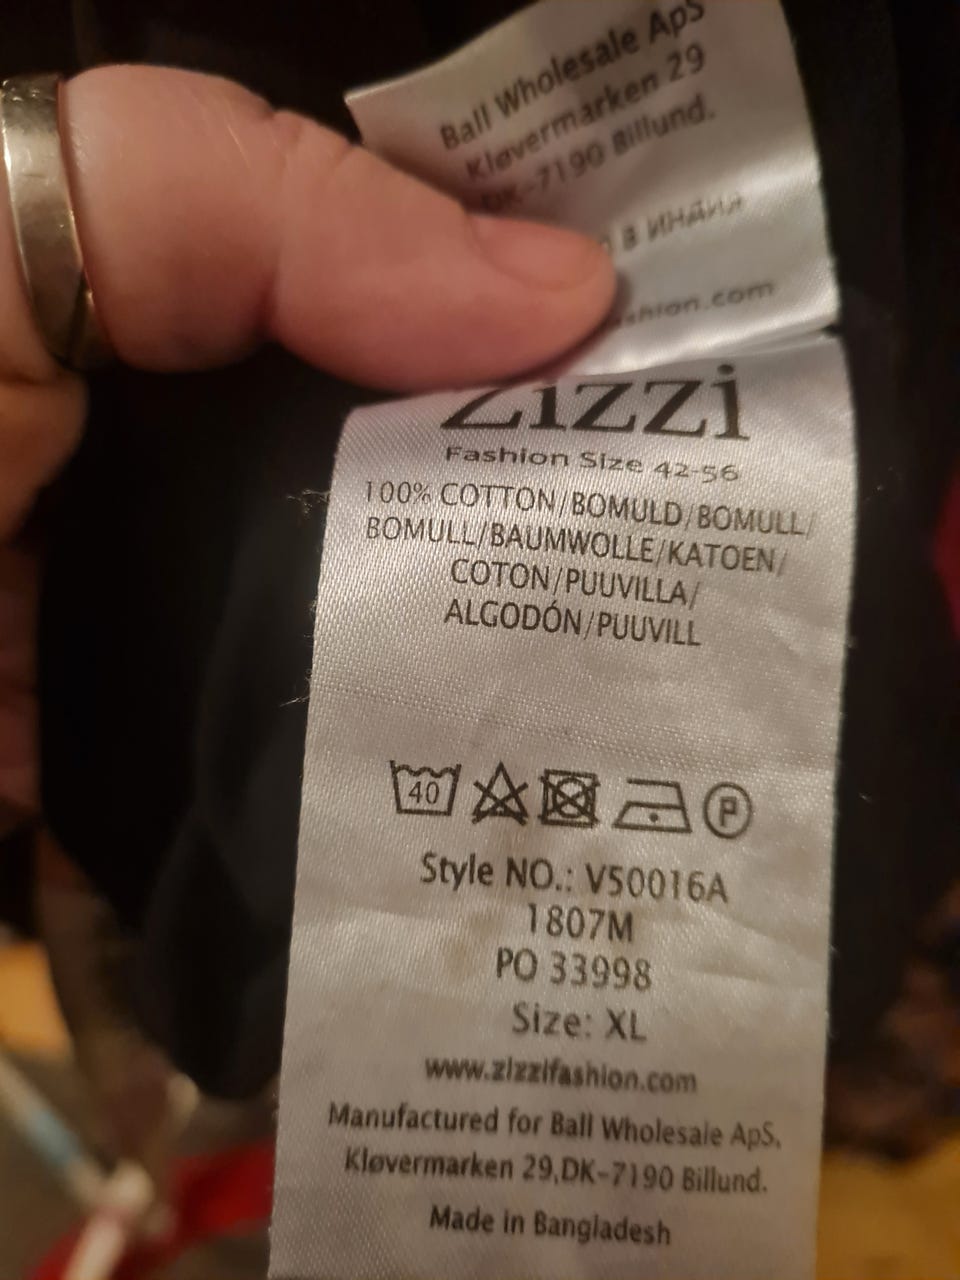 Ball Wholesale ApS
Kløvermarken 29
DK-7190 Billund.
В ИНДИЯ
shion.com
Zizzi
Fashion Size 42-56
100% COTTON/BOMULD/BOMULL/
BOMULL/BAUMWOLLE/KATOEN/
COTON/PUUVILLA/
ALGODÓN/PUUVILL
40
P
Style NO.: V50016A
1807M
PO 33998
Size: XL
www.zizzifashion.com
Manufactured for Ball Wholesale ApS,
Kløvermarken 29,DK-7190 Billund.
Made in Bangladesh